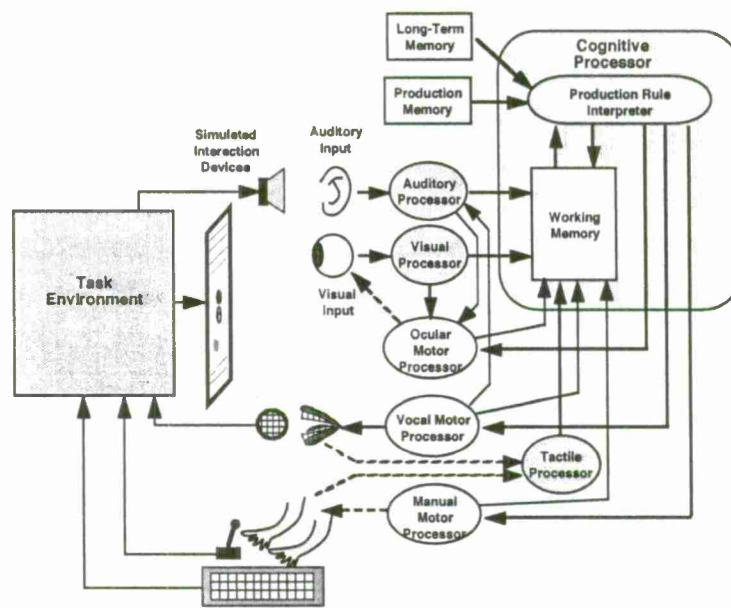 Long-Term
Memory
Cognitive
Processor
Production
Memory
Production Rule
Interpreter
Simulated
Interection
Devices
Auditory
Input
Auditory
Processor
Working
Memory
Visual
Processor
Task
Environment
Visual
Input
Ocular
Motor
Processor
Vocal Motor
Processor
Tactile
Processor
Manual
Motor
Processor